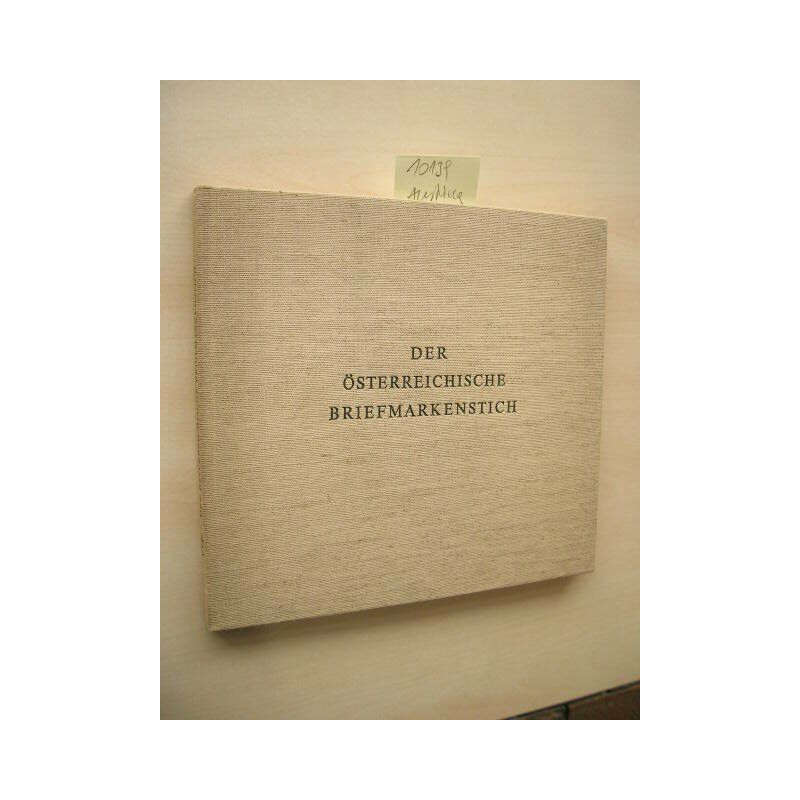 10139
DER
ÖSTERREICHISCHE
BRIEFMARKENSTICH